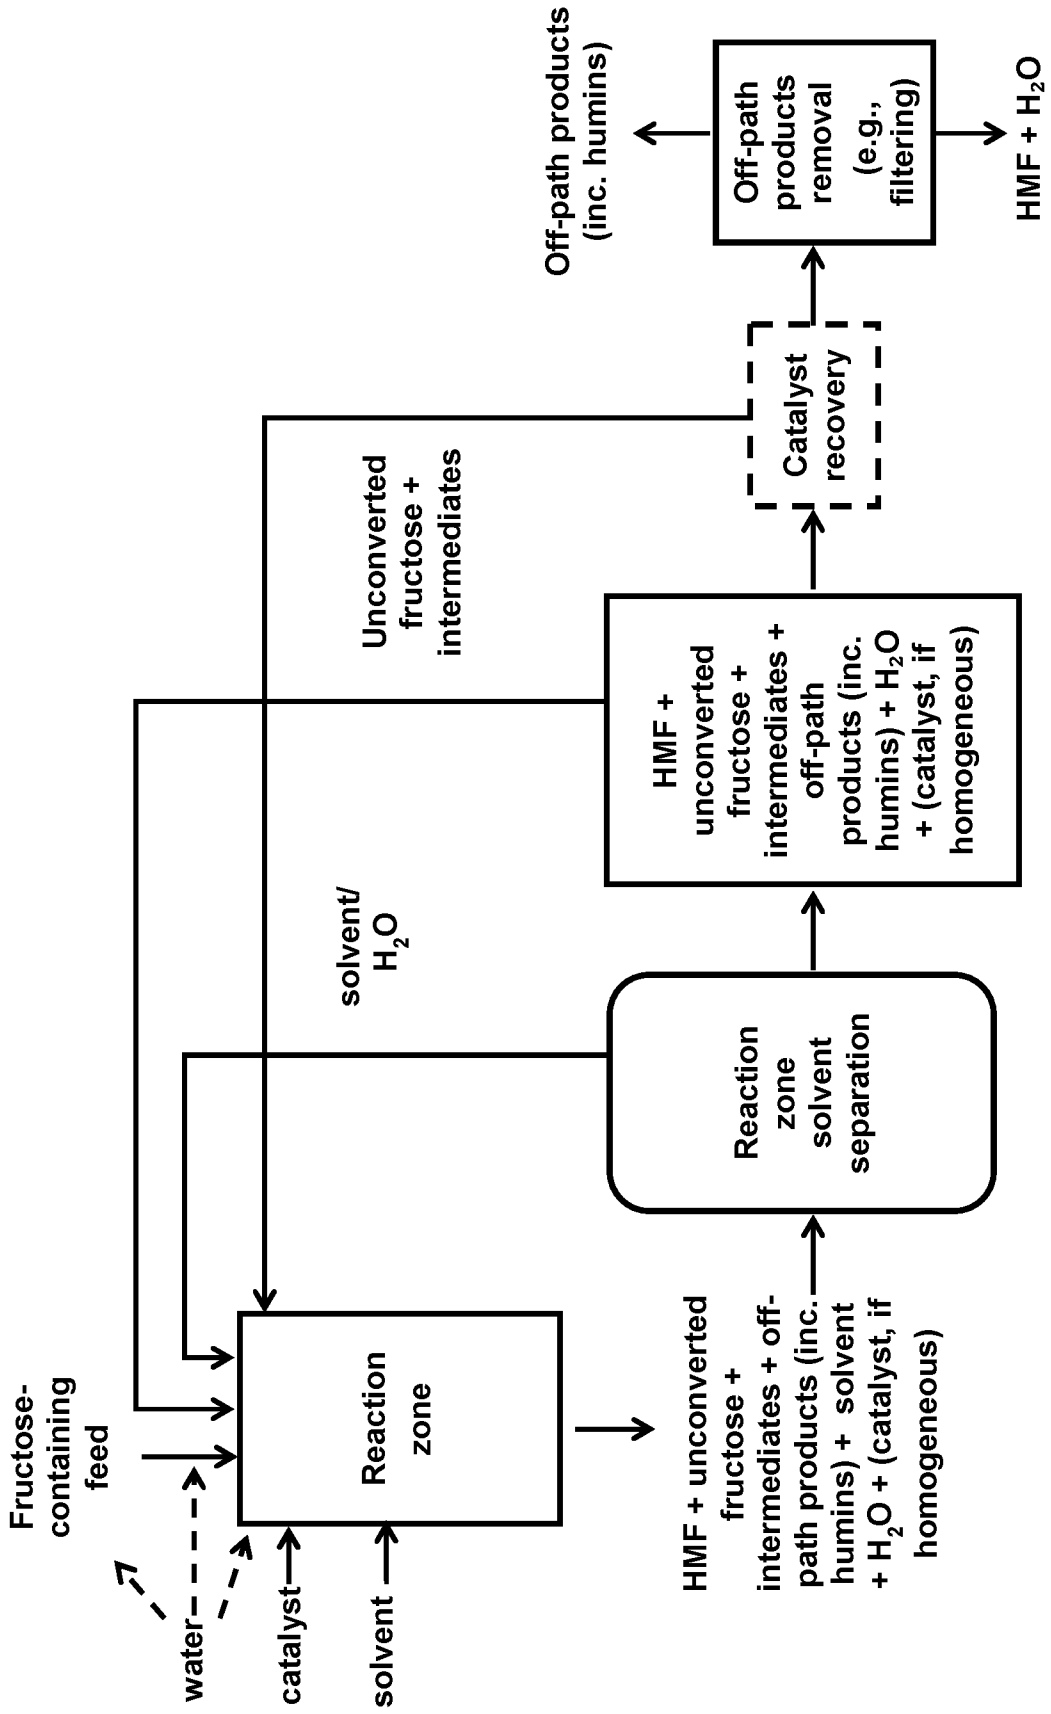 Fructose-
containing
feed
water
catalyst
solvent
Reaction
zone
HMF + unconverted
fructose +
intermediates + off-
path products (inc.
humins) + solvent
+ H₂O + (catalyst, if
homogeneous)
solvent/
H₂O
Reaction
zone
solvent
separation
Unconverted
fructose +
intermediates
HMF +
unconverted
fructose +
intermediates +
off-path
products (inc.
humins) + H₂O
+ (catalyst, if
homogeneous)
Catalyst
recovery
Off-path products
(inc. humins)
Off-path
products
removal
(e.g.,
filtering)
HMF + H₂O